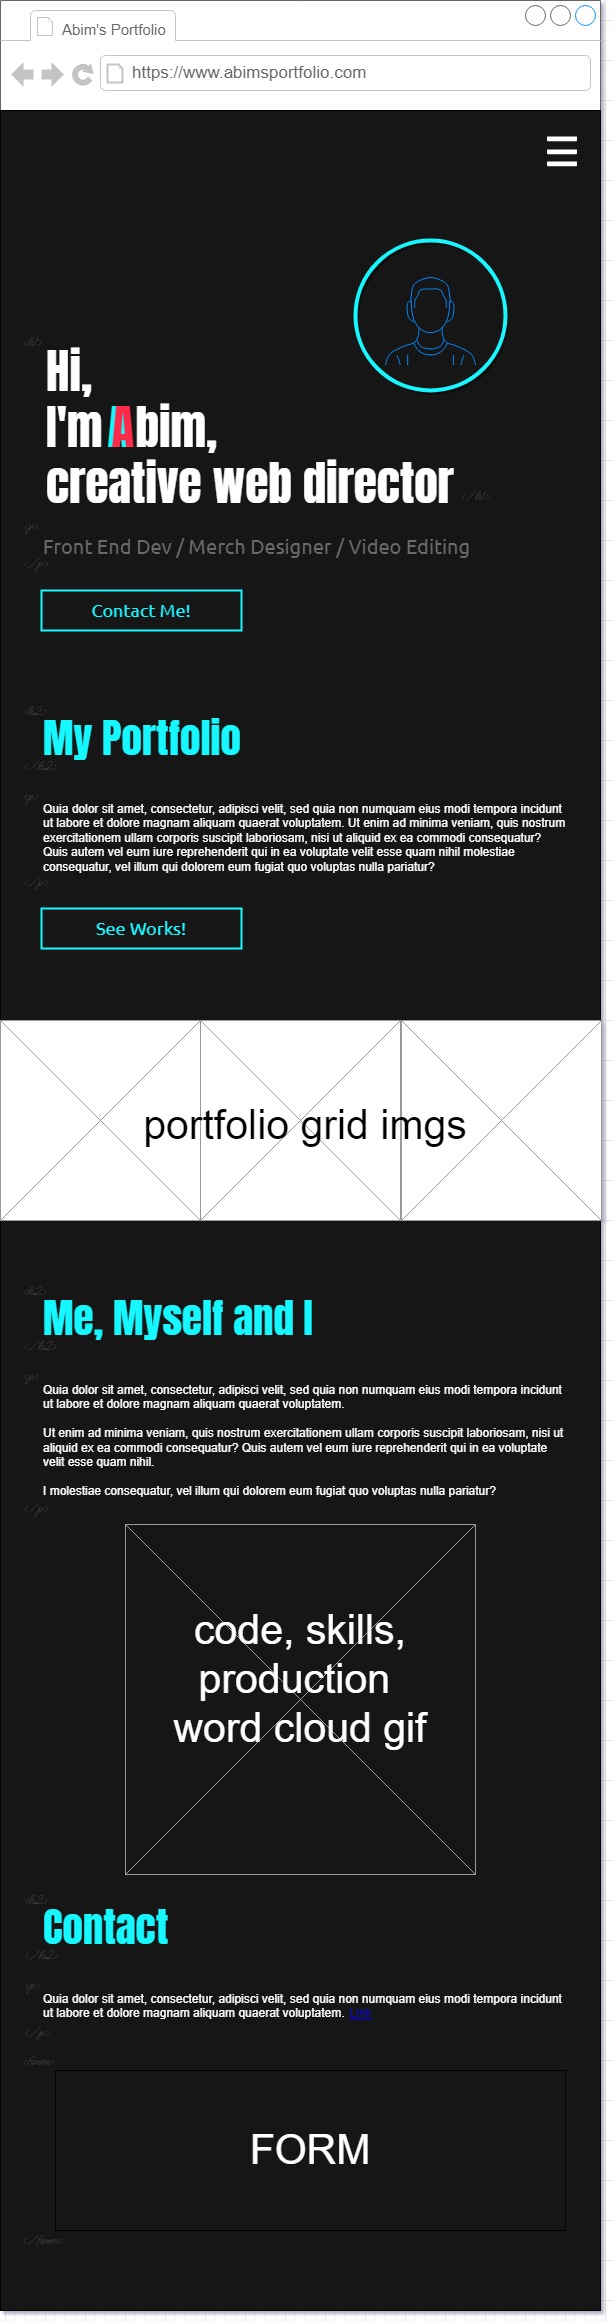 Abim's Portfolio
https://www.abimsportfolio.com
<h1>
Hi,
I'm Abim,
creative web director
</h1>
<p>
Front End Dev / Merch Designer / Video Editing
</p>
Contact Me!
<h2>
My Portfolio
</h2>
<p>
Quia dolor sit amet, consectetur, adipisci velit, sed quia non numquam eius modi tempora incidunt
ut labore et dolore magnam aliquam quaerat voluptatem. Ut enim ad minima veniam, quis nostrum
exercitationem ullam corporis suscipit laboriosam, nisi ut aliquid ex ea commodi consequatur?
Quis autem vel eum iure reprehenderit qui in ea voluptate velit esse quam nihil molestiae
consequatur, vel illum qui dolorem eum fugiat quo voluptas nulla pariatur?
</p>
See Works!
portfolio grid imgs
<h2>
Me, Myself and I
</h2>
<p>
Quia dolor sit amet, consectetur, adipisci velit, sed quia non numquam eius modi tempora incidunt
ut labore et dolore magnam aliquam quaerat voluptatem.
Ut enim ad minima veniam, quis nostrum exercitationem ullam corporis suscipit laboriosam, nisi ut
aliquid ex ea commodi consequatur? Quis autem vel eum iure reprehenderit qui in ea voluptate
velit esse quam nihil.
I molestiae consequatur, vel illum qui dolorem eum fugiat quo voluptas nulla pariatur?
</p>
code, skills,
production
word cloud gif
<h2>
Contact
</h2>
<p>
Quia dolor sit amet, consectetur, adipisci velit, sed quia non numquam eius modi tempora incidunt
ut labore et dolore magnam aliquam quaerat voluptatem. Link
</p>
<form>
FORM
</form>